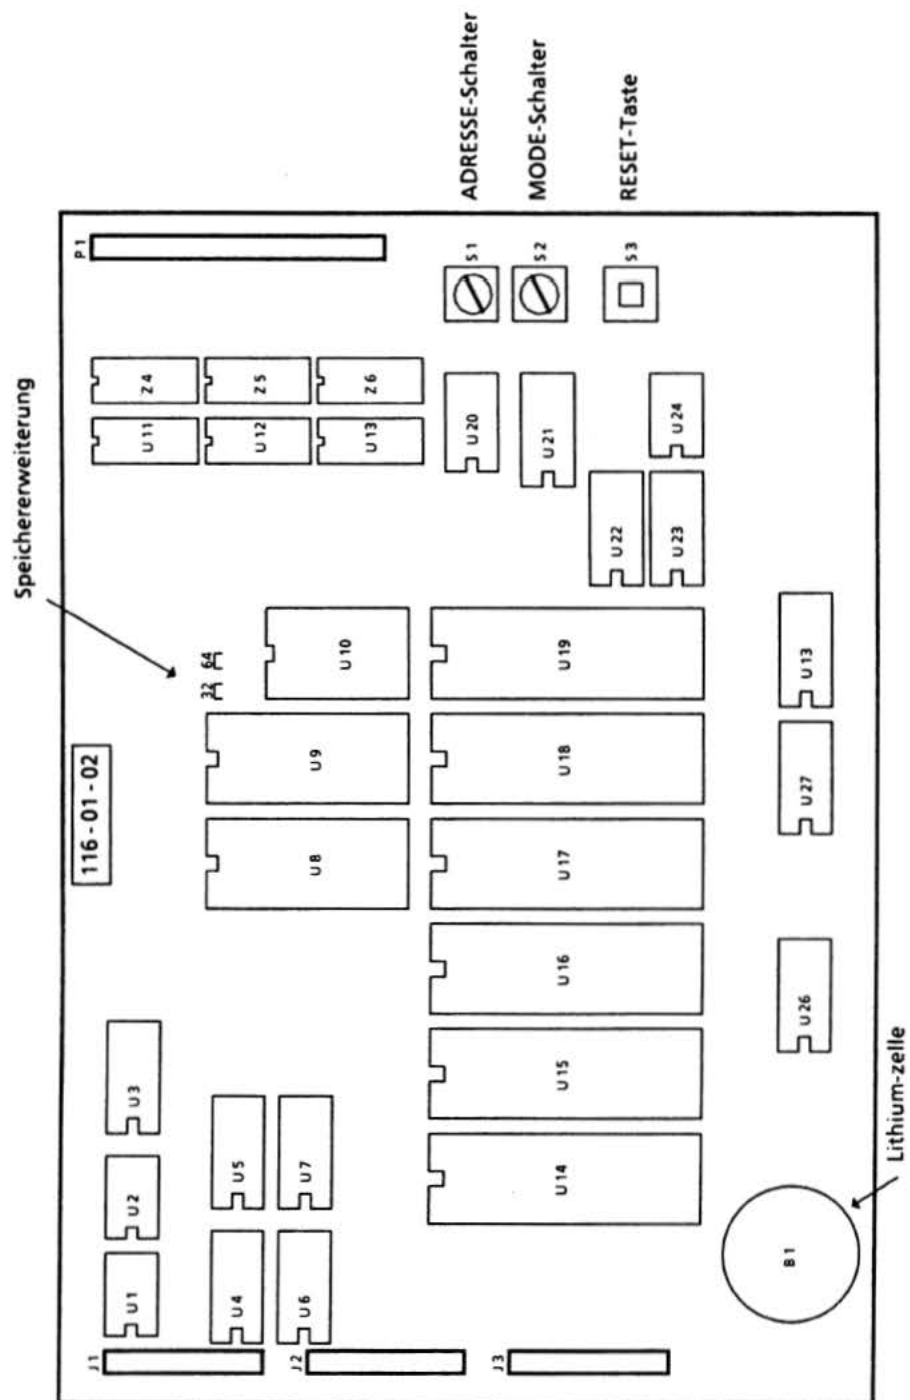 ADRESSE-Schalter
MODE-Schalter
RESET-Taste
Speichererweiterung
P1
S1
S2
S3
Z4
Z5
Z6
U11
U12
U13
U20
U21
U24
U22
U23
32
64
U10
U19
U13
116-01-02
U9
U18
U27
U8
U17
U16
U26
U3
U15
U2
U5
U7
U14
Lithium-zelle
U1
U4
U6
B1
J1
J2
J3